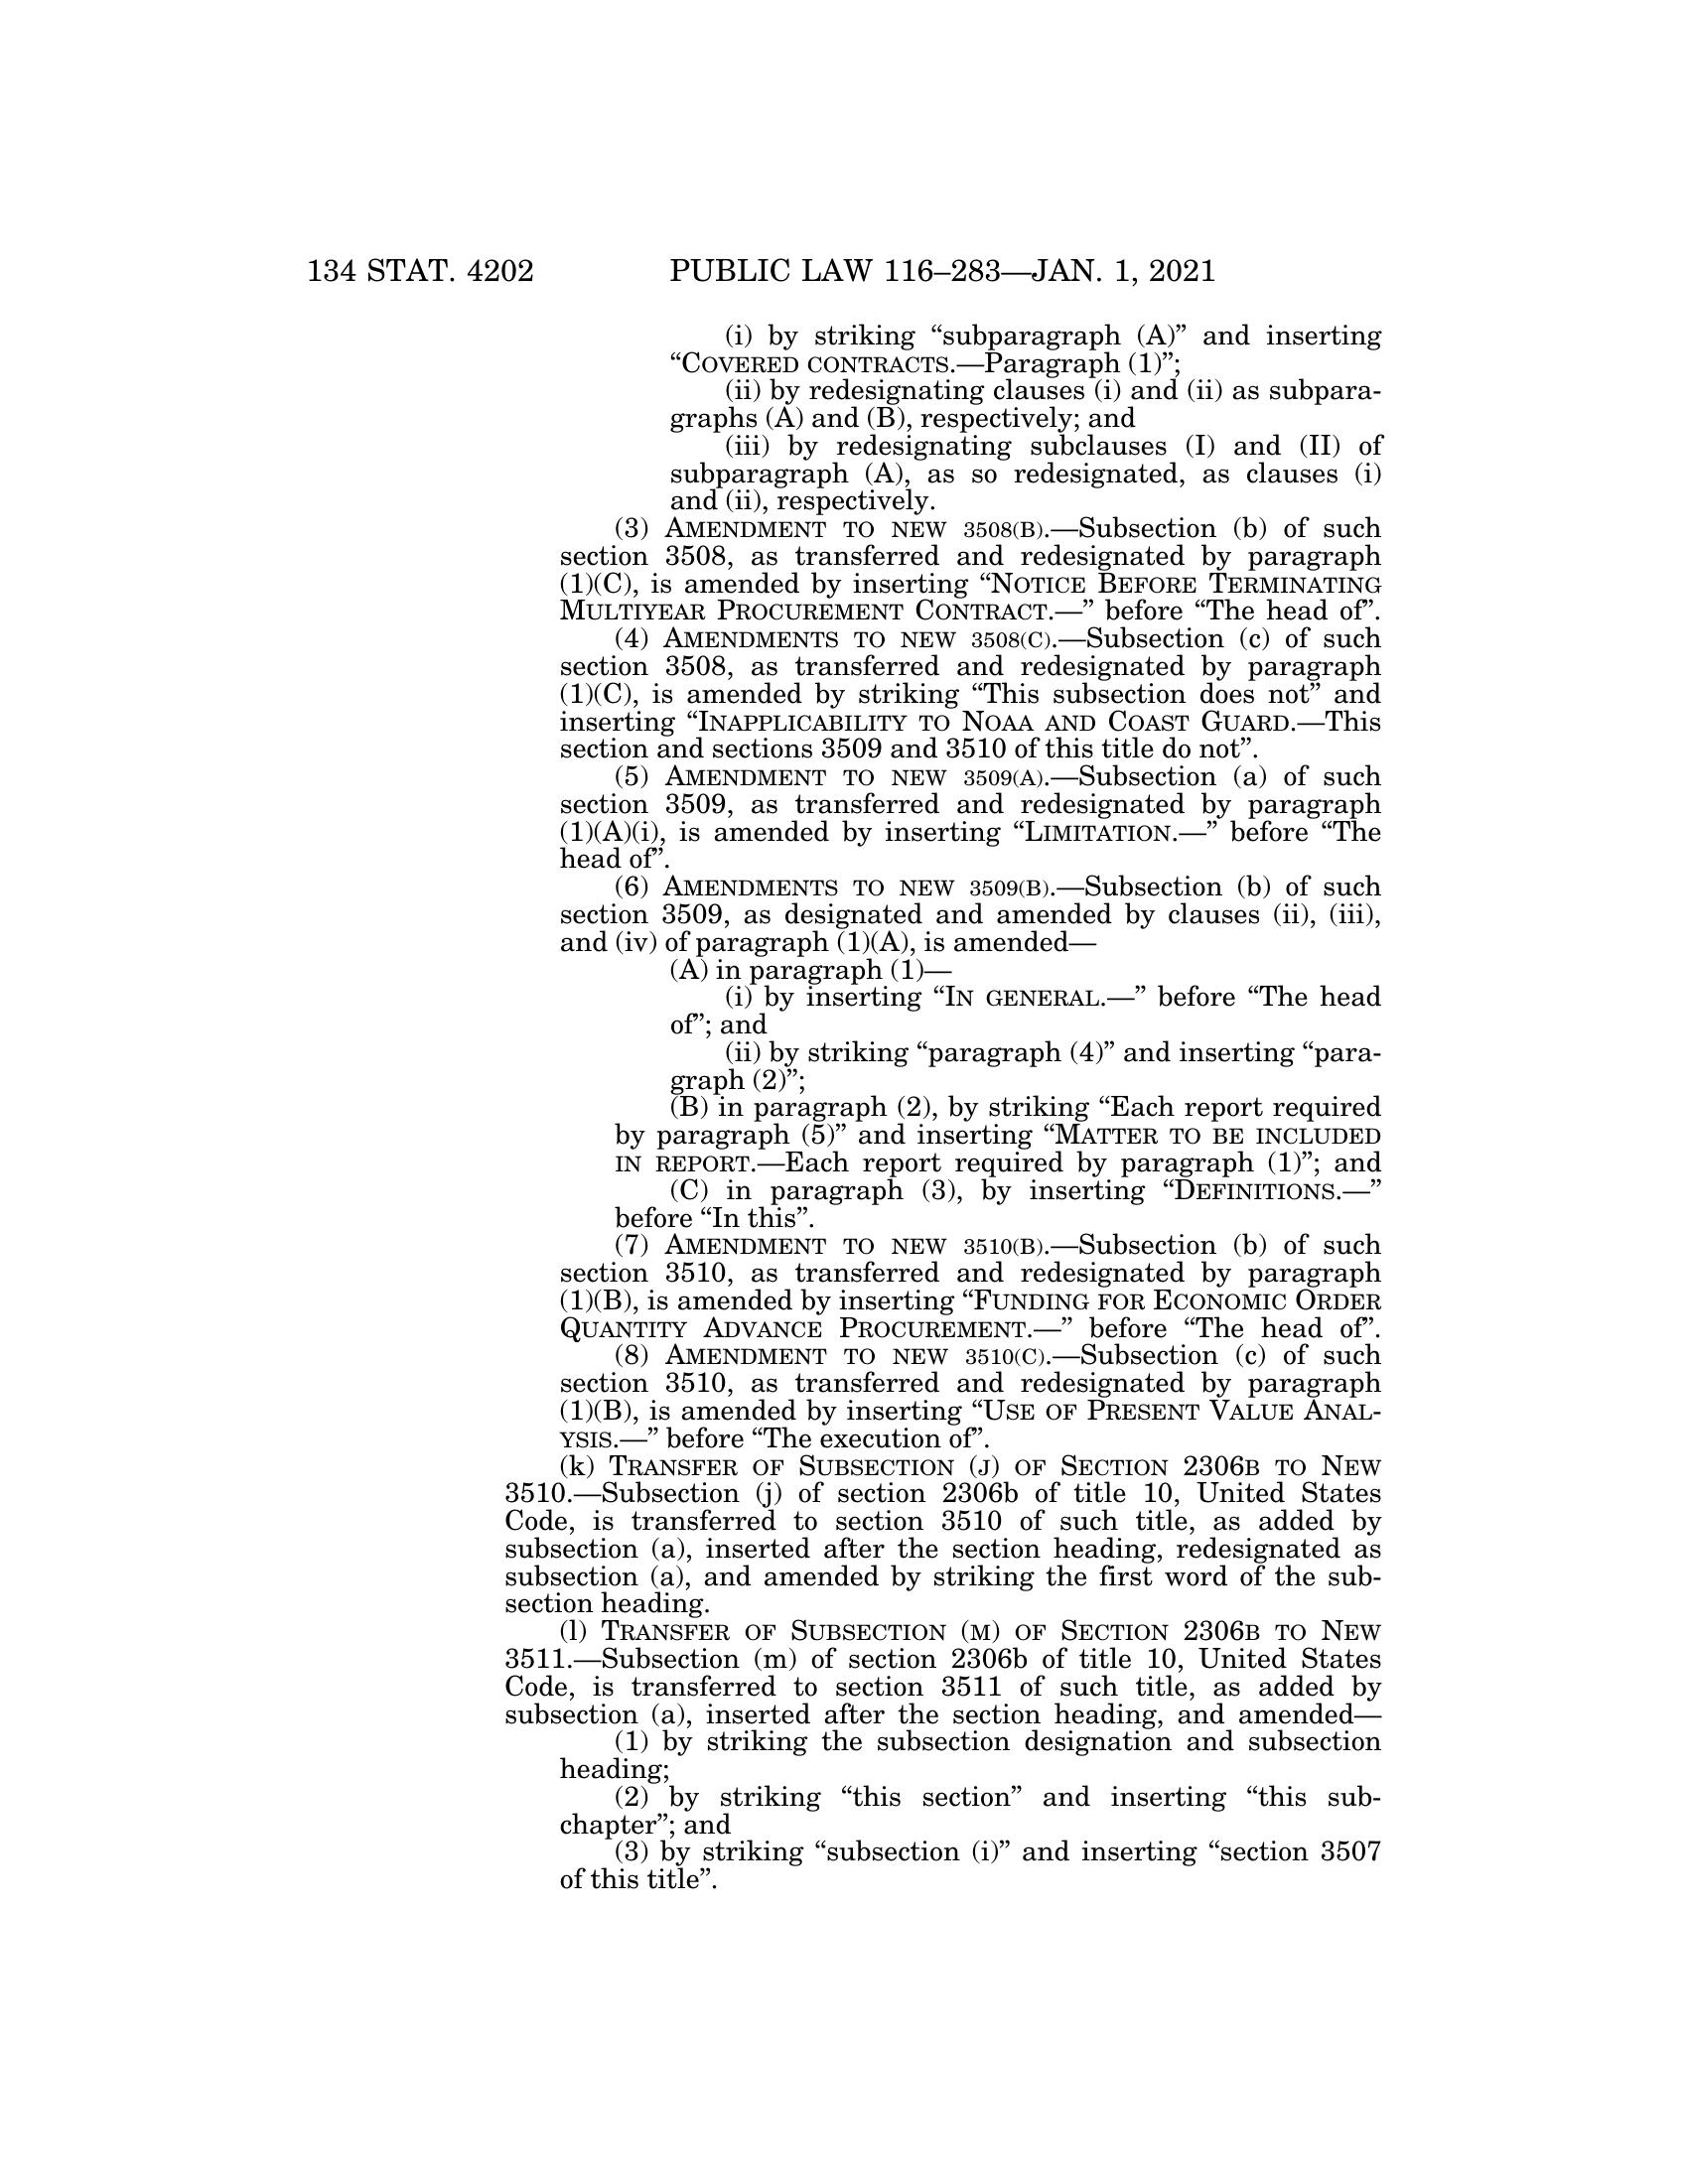 134 STAT. 4202 PUBLIC LAW 116–283—JAN. 1, 2021
(i) by striking “subparagraph (A)” and inserting
“COVERED CONTRACTS.—Paragraph (1)”;
(ii) by redesignating clauses (i) and (ii) as subpara-
graphs (A) and (B), respectively; and
(iii) by redesignating subclauses (I) and (II) of
subparagraph (A), as so redesignated, as clauses (i)
and (ii), respectively.
(3) AMENDMENT TO NEW 3508(B).—Subsection (b) of such
section 3508, as transferred and redesignated by paragraph
(1)(C), is amended by inserting “NOTICE BEFORE TERMINATING
MULTIYEAR PROCUREMENT CONTRACT.—” before “The head of”.
(4) AMENDMENTS TO NEW 3508(C).—Subsection (c) of such
section 3508, as transferred and redesignated by paragraph
(1)(C), is amended by striking “This subsection does not” and
inserting “INAPPLICABILITY TO NOAA AND COAST GUARD.—This
section and sections 3509 and 3510 of this title do not”.
(5) AMENDMENT TO NEW 3509(A).—Subsection (a) of such
section 3509, as transferred and redesignated by paragraph
(1)(A)(i), is amended by inserting “LIMITATION.—” before “The
head of”.
(6) AMENDMENTS TO NEW 3509(B).—Subsection (b) of such
section 3509, as designated and amended by clauses (ii), (iii),
and (iv) of paragraph (1)(A), is amended—
(A) in paragraph (1)—
(i) by inserting “IN GENERAL.—” before “The head
of”; and
(ii) by striking “paragraph (4)” and inserting “para-
graph (2)”;
(B) in paragraph (2), by striking “Each report required
by paragraph (5)” and inserting “MATTER TO BE INCLUDED
IN REPORT.—Each report required by paragraph (1)”; and
(C) in paragraph (3), by inserting “DEFINITIONS.—”
before “In this”.
(7) AMENDMENT TO NEW 3510(B).—Subsection (b) of such
section 3510, as transferred and redesignated by paragraph
(1)(B), is amended by inserting “FUNDING FOR ECONOMIC ORDER
QUANTITY ADVANCE PROCUREMENT.—” before “The head of”.
(8) AMENDMENT TO NEW 3510(C).—Subsection (c) of such
section 3510, as transferred and redesignated by paragraph
(1)(B), is amended by inserting “USE OF PRESENT VALUE ANAL-
YSIS.—” before “The execution of”.
(k) TRANSFER OF SUBSECTION (J) OF SECTION 2306B TO NEW
3510.—Subsection (j) of section 2306b of title 10, United States
Code, is transferred to section 3510 of such title, as added by
subsection (a), inserted after the section heading, redesignated as
subsection (a), and amended by striking the first word of the sub-
section heading.
(l) TRANSFER OF SUBSECTION (M) OF SECTION 2306B TO NEW
3511.—Subsection (m) of section 2306b of title 10, United States
Code, is transferred to section 3511 of such title, as added by
subsection (a), inserted after the section heading, and amended—
(1) by striking the subsection designation and subsection
heading;
(2) by striking “this section” and inserting “this sub-
chapter”; and
(3) by striking “subsection (i)” and inserting “section 3507
of this title”.